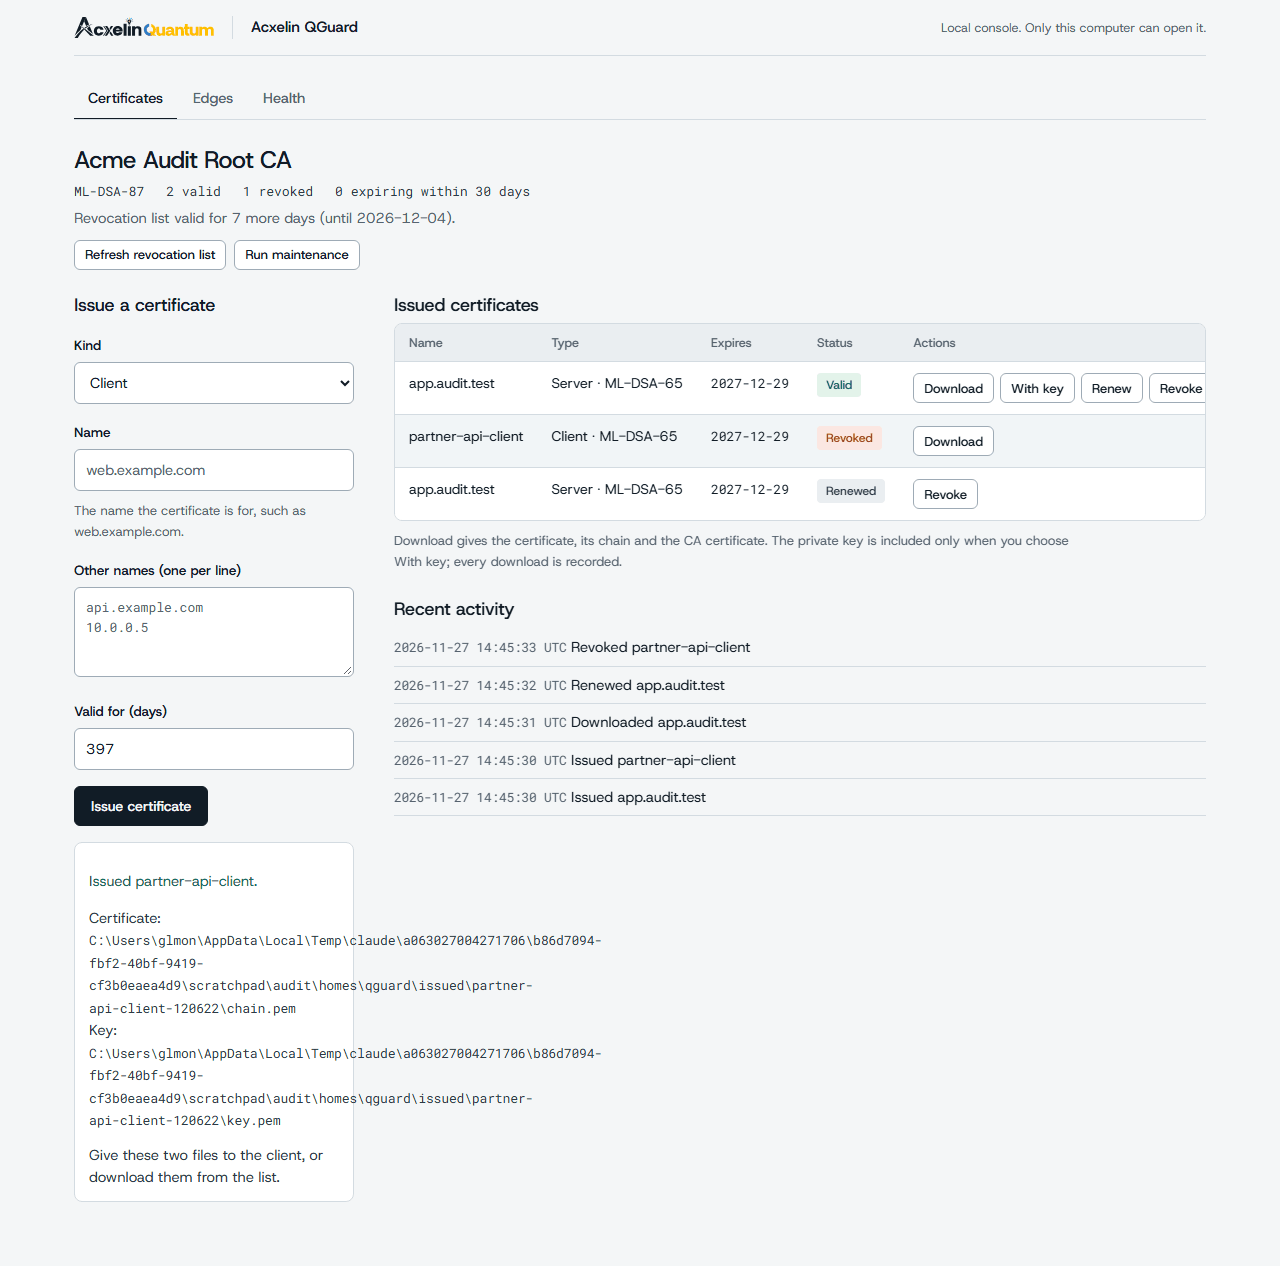 Acxelin Quantum
Acxelin QGuard
Local console. Only this computer can open it.
Certificates Edges Health
Acme Audit Root CA
ML-DSA-87 2 valid 1 revoked 0 expiring within 30 days
Revocation list valid for 7 more days (until 2026-12-04).
Refresh revocation list Run maintenance
Issue a certificate
Kind
Client
Name
web.example.com
The name the certificate is for, such as
web.example.com.
Other names (one per line)
api.example.com
10.0.0.5
Valid for (days)
397
Issue certificate
Issued partner-api-client.
Certificate:
C:\Users\glmon\AppData\Local\Temp\claude\a063027004271706\b86d7094-
fbf2-40bf-9419-
cf3b0eaea4d9\scratchpad\audit\homes\qguard\issued\partner-
api-client-120622\chain.pem
Key:
C:\Users\glmon\AppData\Local\Temp\claude\a063027004271706\b86d7094-
fbf2-40bf-9419-
cf3b0eaea4d9\scratchpad\audit\homes\qguard\issued\partner-
api-client-120622\key.pem
Give these two files to the client, or
download them from the list.
Issued certificates
Name Type Expires Status Actions
app.audit.test Server · ML-DSA-65 2027-12-29 Valid Download With key Renew Revoke
partner-api-client Client · ML-DSA-65 2027-12-29 Revoked Download
app.audit.test Server · ML-DSA-65 2027-12-29 Renewed Revoke
Download gives the certificate, its chain and the CA certificate. The private key is included only when you choose
With key; every download is recorded.
Recent activity
2026-11-27 14:45:33 UTC Revoked partner-api-client
2026-11-27 14:45:32 UTC Renewed app.audit.test
2026-11-27 14:45:31 UTC Downloaded app.audit.test
2026-11-27 14:45:30 UTC Issued partner-api-client
2026-11-27 14:45:30 UTC Issued app.audit.test